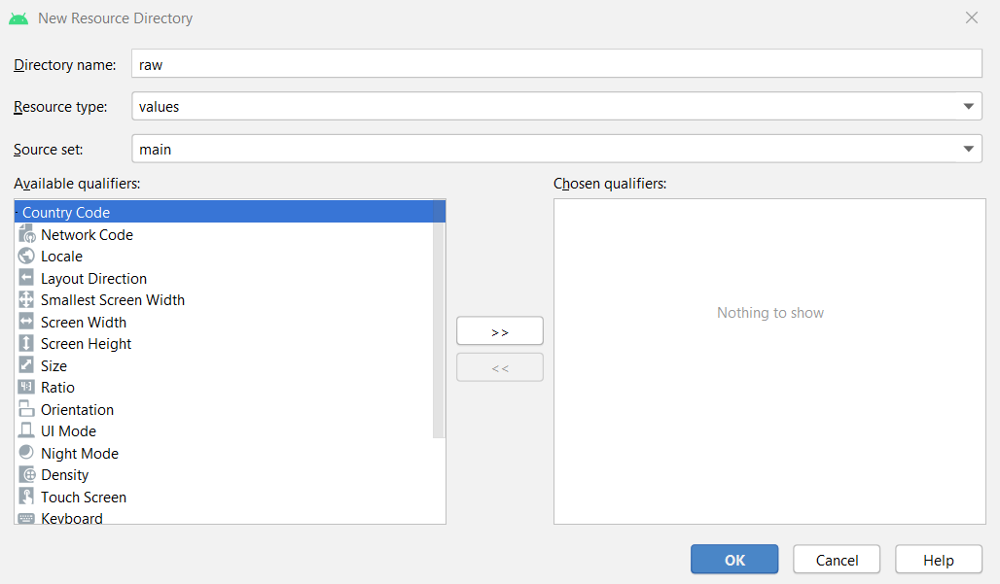 New Resource Directory
Directory name: raw
Resource type: values
Source set: main
Available qualifiers:
Chosen qualifiers:
Country Code
Network Code
Locale
Layout Direction
Smallest Screen Width
Screen Width
Screen Height
Size
Ratio
Orientation
UI Mode
Night Mode
Density
Touch Screen
Keyboard
>>
<<
Nothing to show
OK
Cancel
Help